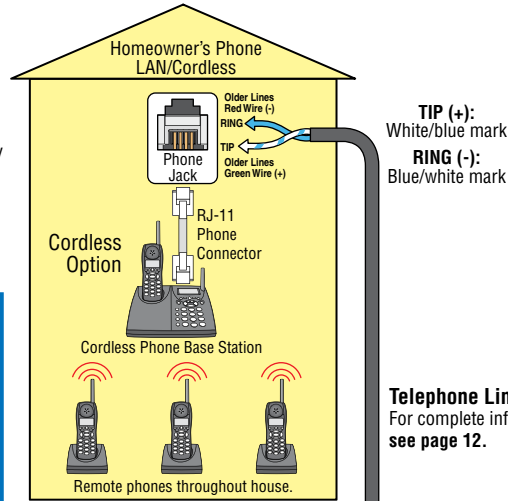 Homeowner's Phone
LAN/Cordless
Older Lines
Red Wire (-)
RING
TIP
Older Lines
Green Wire (+)
Phone
Jack
TIP (+):
White/blue mark
RING (-):
Blue/white mark
RJ-11
Phone
Connector
Cordless
Option
Cordless Phone Base Station
Telephone Lin
For complete inf
see page 12.
Remote phones throughout house.